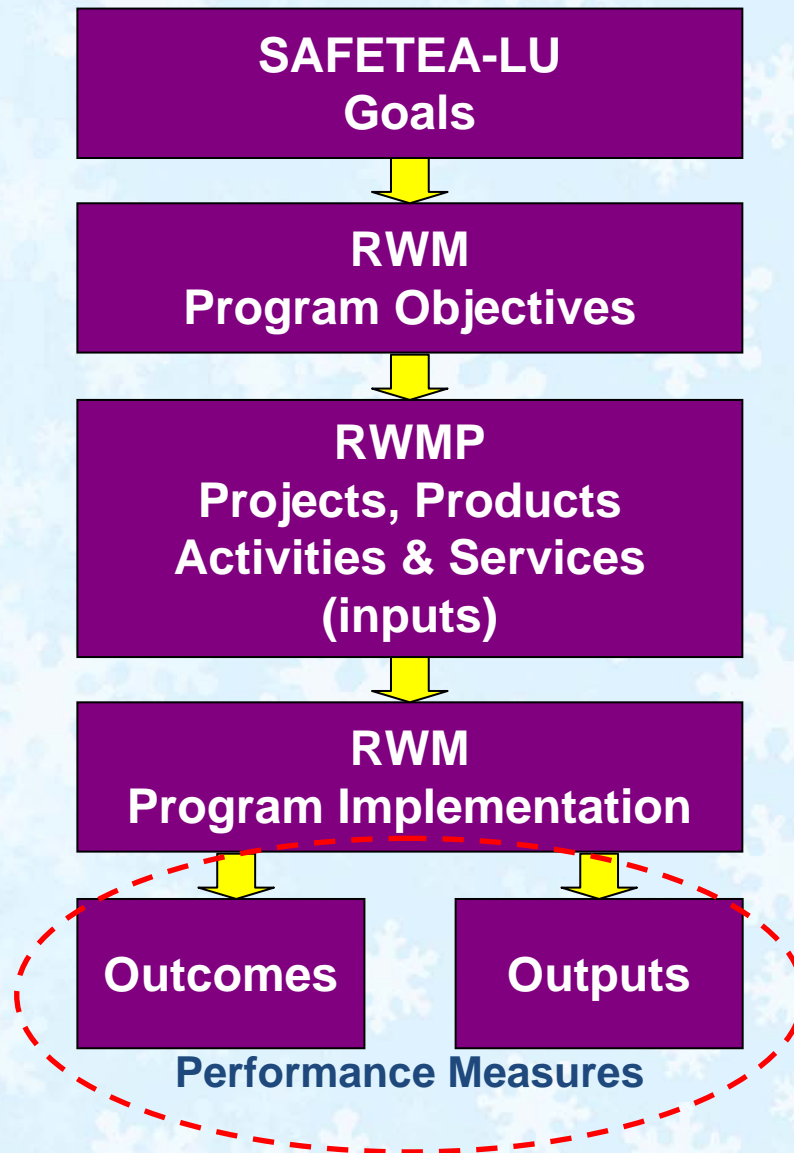 SAFETEA-LU
Goals
RWM
Program Objectives
RWMP
Projects, Products
Activities & Services
(inputs)
RWM
Program Implementation
Outcomes
Outputs
Performance Measures